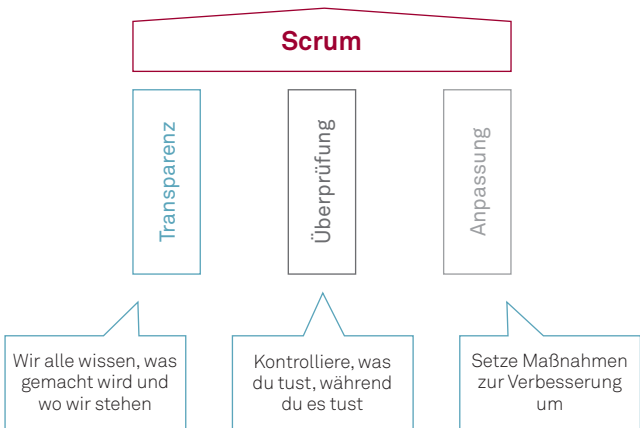 Scrum
Transparenz
Überprüfung
Anpassung
Wir alle wissen, was
gemacht wird und
wo wir stehen
Kontrolliere, was
du tust, während
du es tust
Setze Maßnahmen
zur Verbesserung
um